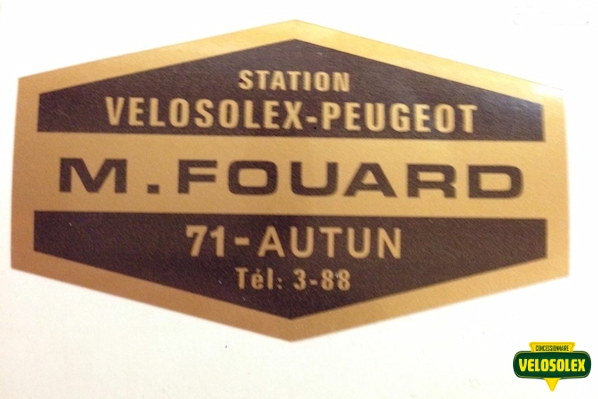 STATION
VELOSOLEX-PEUGEOT
M. FOUARD
71-AUTUN
Tél: 3-88
CONCESSIONNAIRE
VELOSOLEX